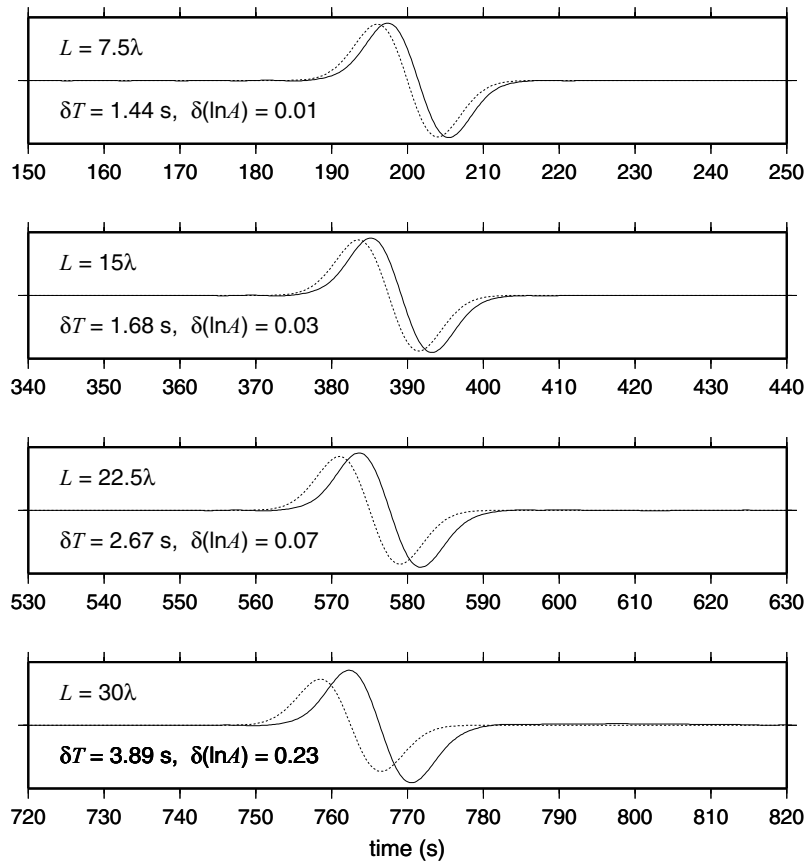 L = 7.5λ
δT = 1.44 s, δ(lnA) = 0.01
150 160 170 180 190 200 210 220 230 240 250
L = 15λ
δT = 1.68 s, δ(lnA) = 0.03
340 350 360 370 380 390 400 410 420 430 440
L = 22.5λ
δT = 2.67 s, δ(lnA) = 0.07
530 540 550 560 570 580 590 600 610 620 630
L = 30λ
δT = 3.89 s, δ(lnA) = 0.23
720 730 740 750 760 770 780 790 800 810 820
time (s)